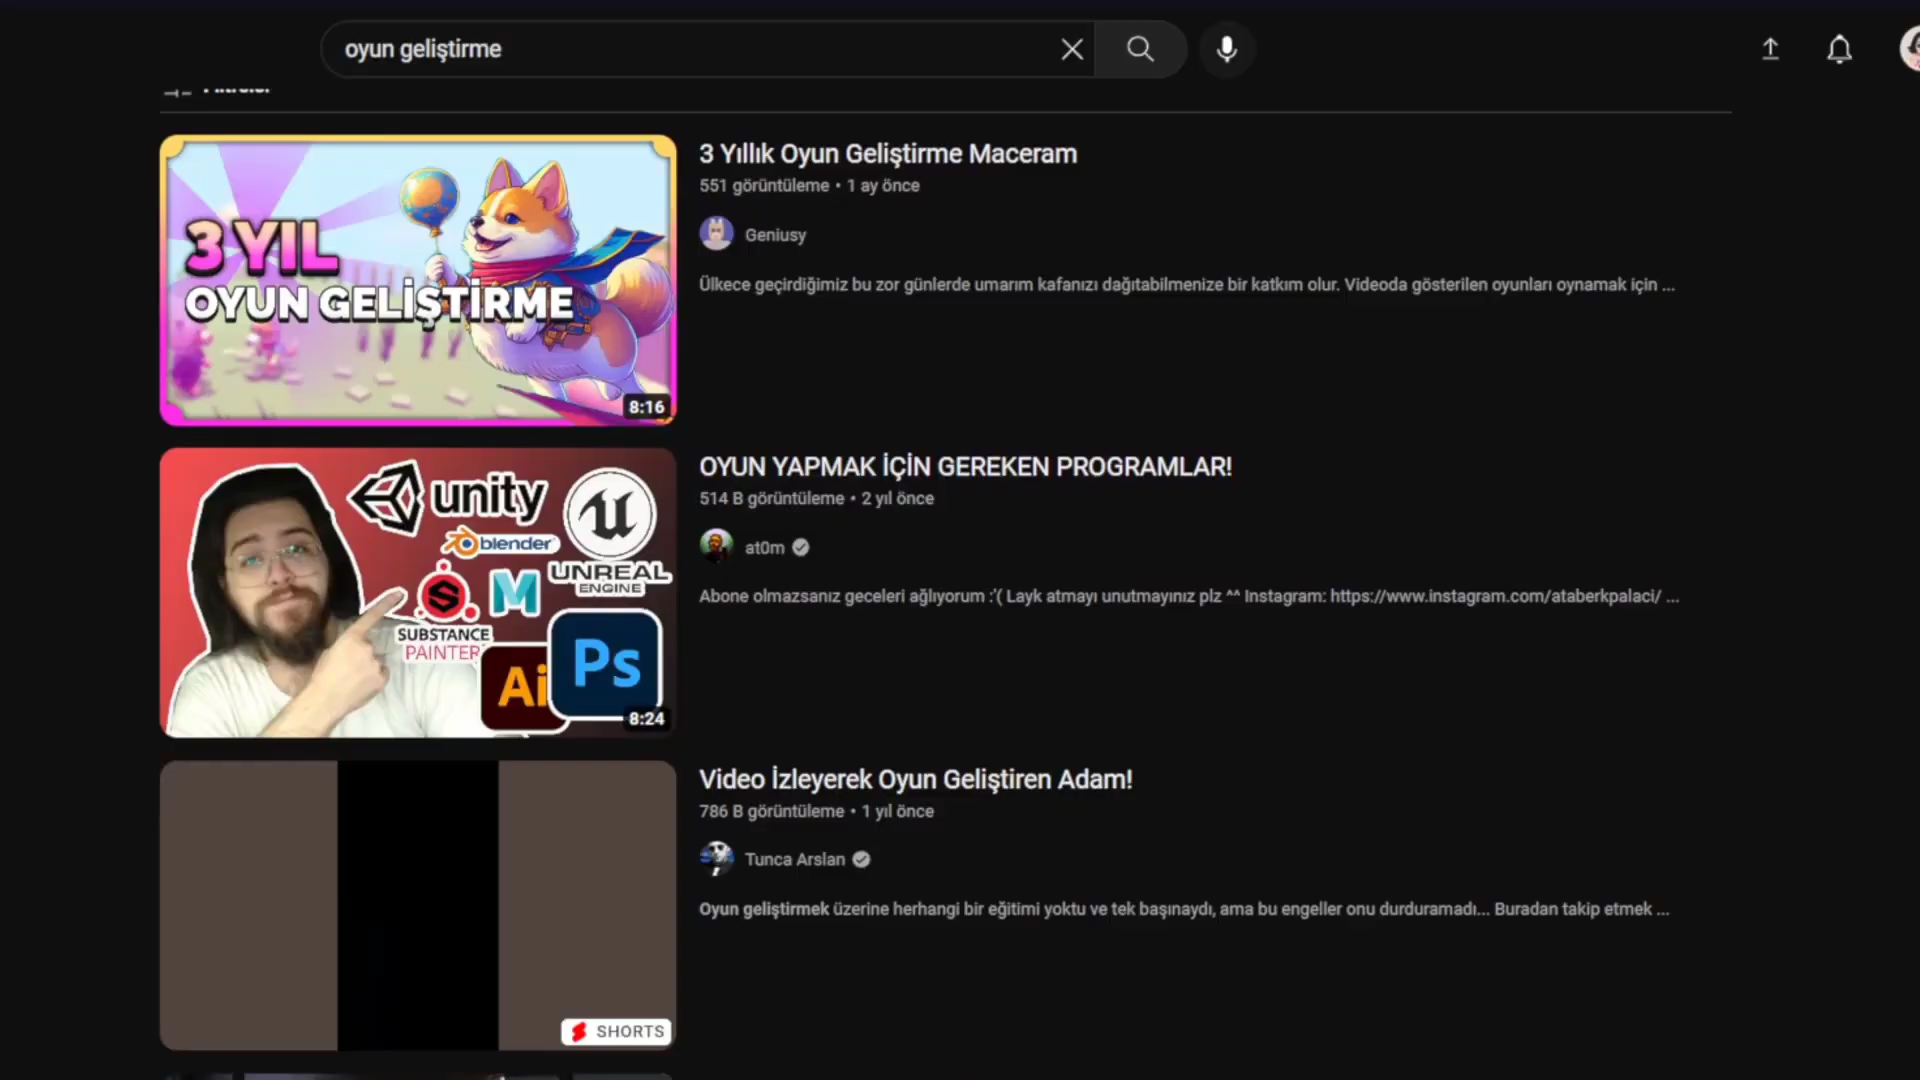 oyun geliştirme
Filtreler
3 Yıllık Oyun Geliştirme Maceram
551 görüntüleme • 1 ay önce
Geniusy
Ülkece geçirdiğimiz bu zor günlerde umarım kafanızı dağıtabilmenize bir katkım olur. Videoda gösterilen oyunları oynamak için ...
3 YIL
OYUN GELİŞTİRME
8:16
OYUN YAPMAK İÇİN GEREKEN PROGRAMLAR!
514 B görüntüleme • 2 yıl önce
at0m
Abone olmazsanız geceleri ağlıyorum :'( Layk atmayı unutmayınız plz ^^ Instagram: https://www.instagram.com/ataberkpalaci/ ...
unity
blender
UNREAL
ENGINE
SUBSTANCE
PAINTER
Ai
Ps
8:24
Video İzleyerek Oyun Geliştiren Adam!
786 B görüntüleme • 1 yıl önce
Tunca Arslan
Oyun geliştirmek üzerine herhangi bir eğitimi yoktu ve tek başınaydı, ama bu engeller onu durduramadı... Buradan takip etmek ...
SHORTS